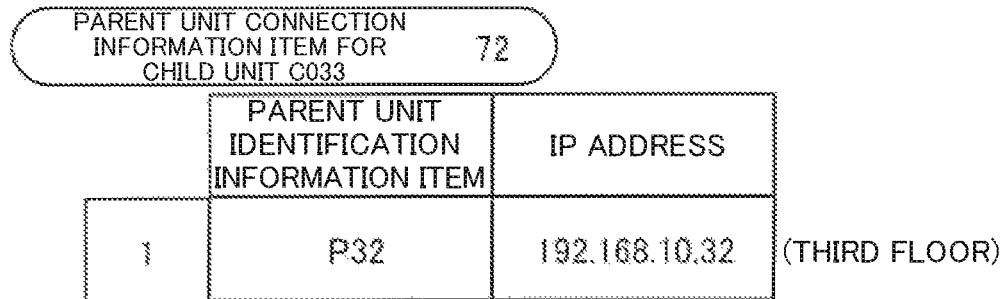 PARENT UNIT CONNECTION
INFORMATION ITEM FOR
CHILD UNIT C033
72
PARENT UNIT
IDENTIFICATION
INFORMATION ITEM
IP ADDRESS
1
P32
192.168.10.32
(THIRD FLOOR)